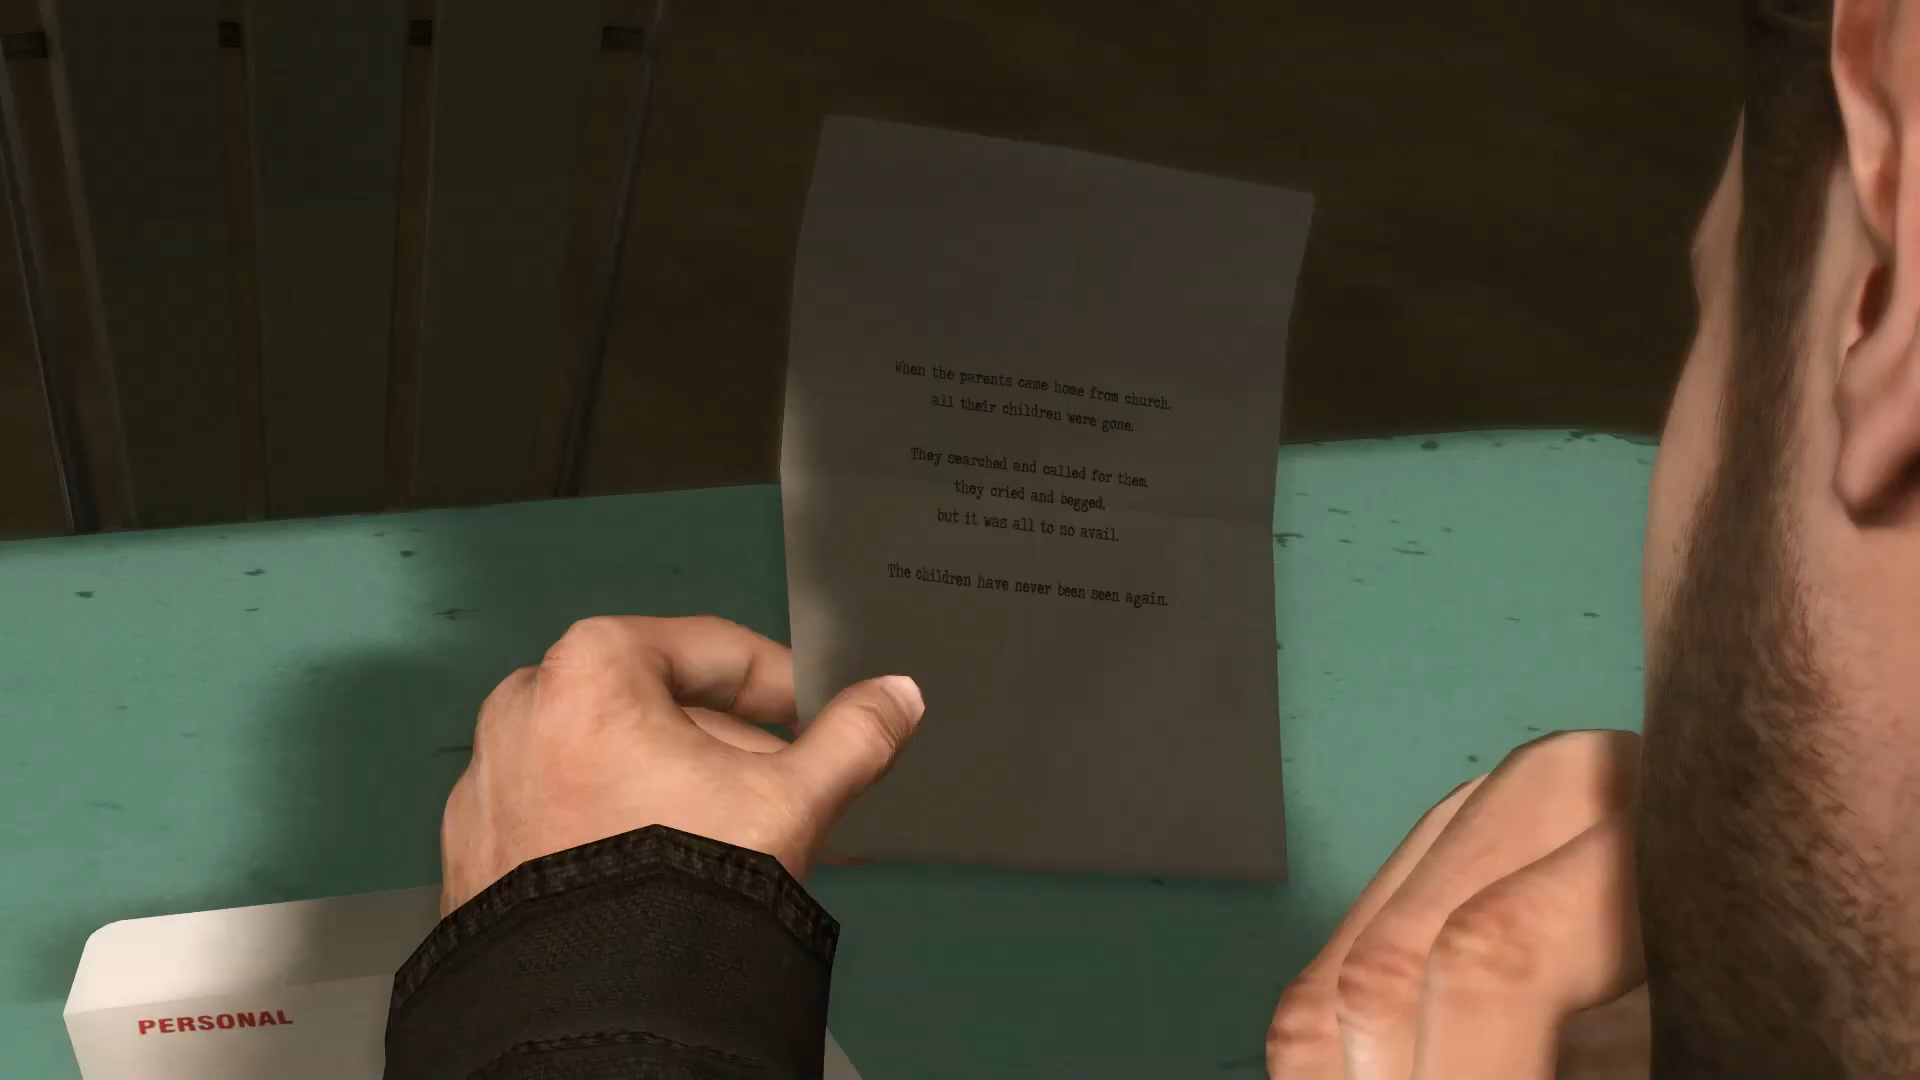 When the parents came home from church,
all their children were gone.
They searched and called for them,
they cried and begged,
but it was all to no avail.
The children have never been seen again.
PERSONAL